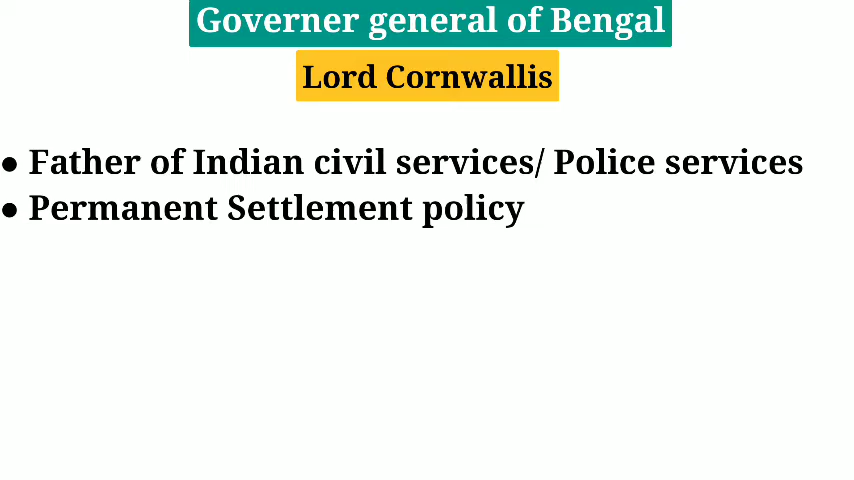 Governer general of Bengal
Lord Cornwallis
● Father of Indian civil services/ Police services
● Permanent Settlement policy